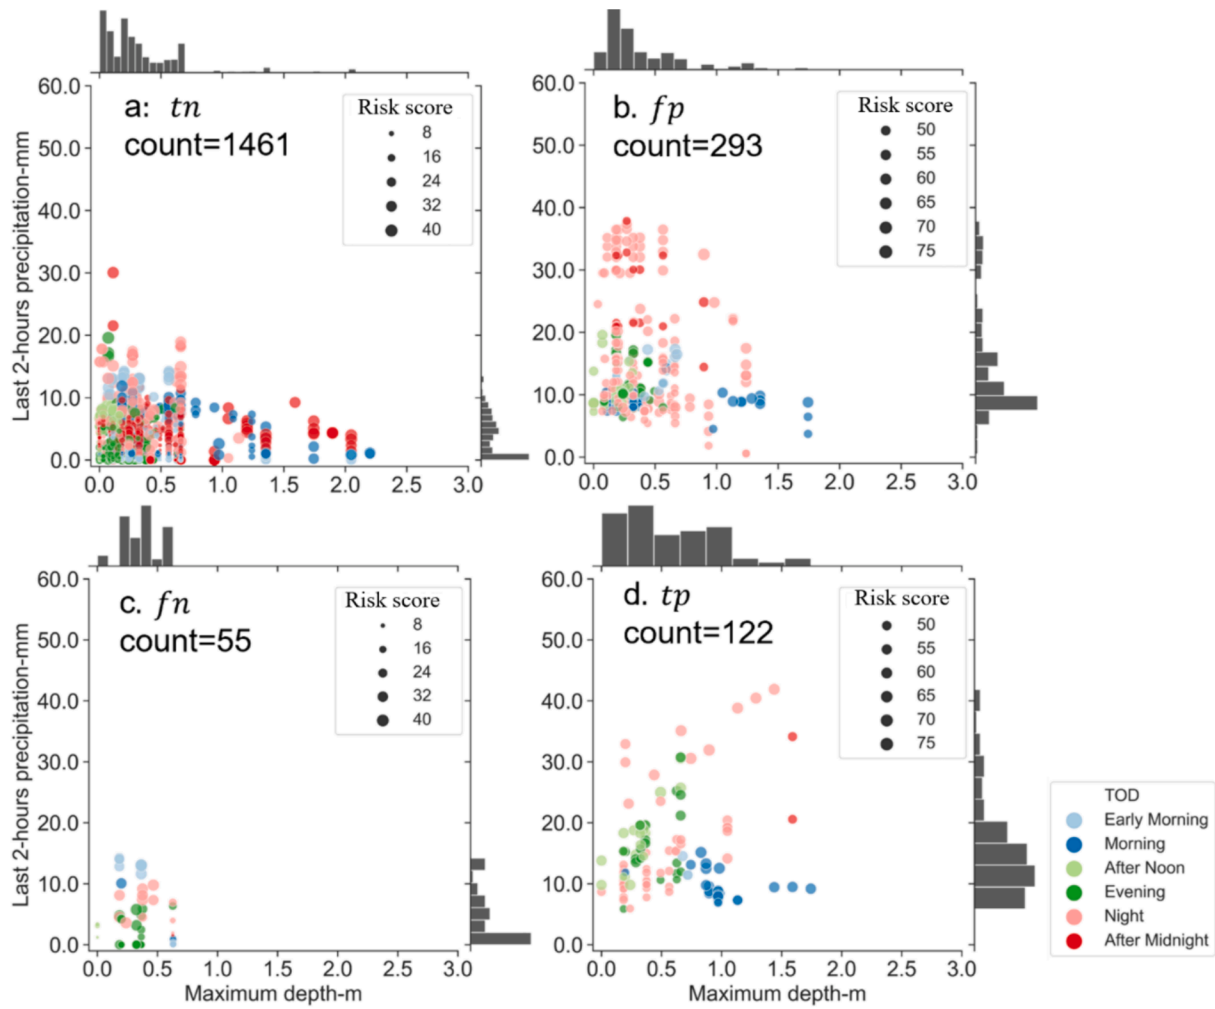 a: tn
count=1461
Risk score
8
16
24
32
40
60.0
50.0
40.0
30.0
20.0
10.0
0.0
Last 2-hours precipitation-mm
0.0 0.5 1.0 1.5 2.0 2.5 3.0
b. fp
count=293
Risk score
50
55
60
65
70
75
60.0
50.0
40.0
30.0
20.0
10.0
0.0
0.0 0.5 1.0 1.5 2.0 2.5 3.0
c. fn
count=55
Risk score
8
16
24
32
40
60.0
50.0
40.0
30.0
20.0
10.0
0.0
Last 2-hours precipitation-mm
0.0 0.5 1.0 1.5 2.0 2.5 3.0
Maximum depth-m
d. tp
count=122
Risk score
50
55
60
65
70
75
60.0
50.0
40.0
30.0
20.0
10.0
0.0
0.0 0.5 1.0 1.5 2.0 2.5 3.0
Maximum depth-m
TOD
Early Morning
Morning
After Noon
Evening
Night
After Midnight